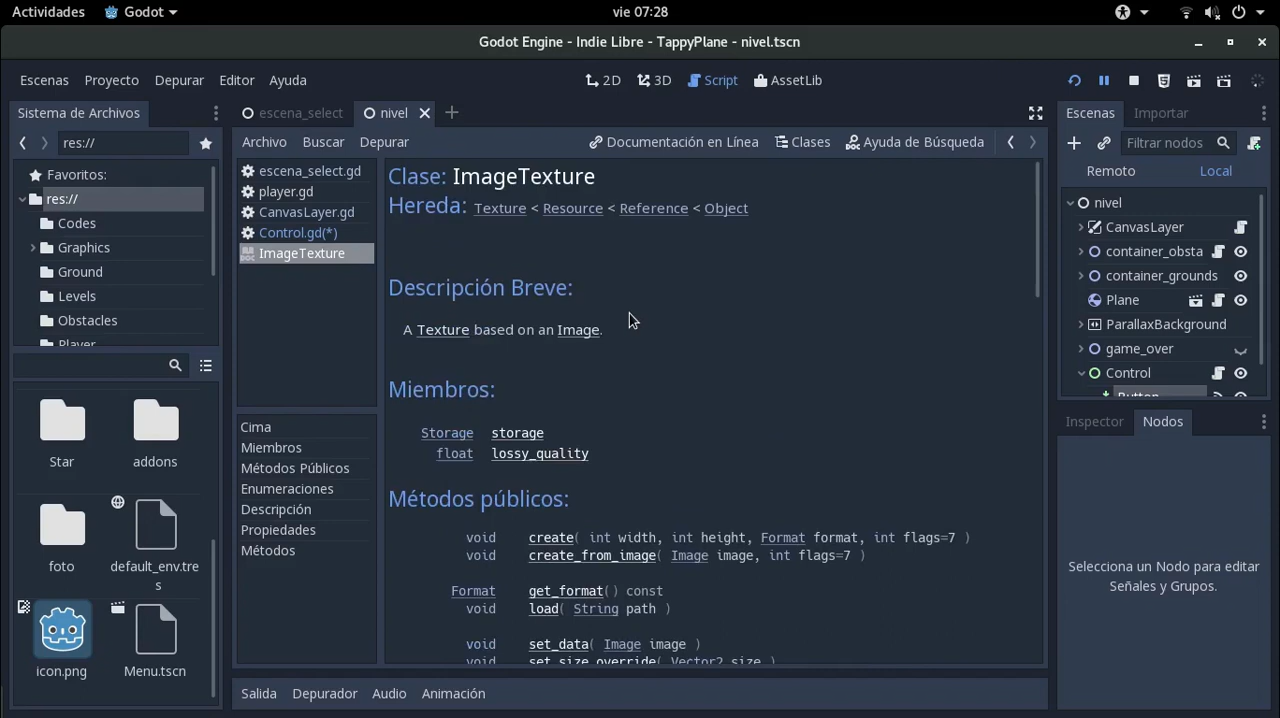 Actividades Godot vie 07:28
Godot Engine - Indie Libre - TappyPlane - nivel.tscn
Escenas Proyecto Depurar Editor Ayuda 2D 3D Script AssetLib
Sistema de Archivos
res://
Favoritos:
res://
Codes
Graphics
Ground
Levels
Obstacles
Player
Star addons
foto default_env.tres
icon.png Menu.tscn
escena_select nivel
Archivo Buscar Depurar Documentación en Línea Clases Ayuda de Búsqueda
escena_select.gd
player.gd
CanvasLayer.gd
Control.gd(*)
ImageTexture
Cima
Miembros
Métodos Públicos
Enumeraciones
Descripción
Propiedades
Métodos
Clase: ImageTexture
Hereda: Texture < Resource < Reference < Object
Descripción Breve:
A Texture based on an Image.
Miembros:
Storage storage
float lossy_quality
Métodos públicos:
void create( int width, int height, Format format, int flags=7 )
void create_from_image( Image image, int flags=7 )
Format get_format() const
void load( String path )
void set_data( Image image )
void set_size_override( Vector2 size )
Salida Depurador Audio Animación
Escenas Importar
Filtrar nodos
Remoto Local
nivel
CanvasLayer
container_obsta
container_grounds
Plane
ParallaxBackground
game_over
Control
Button
Inspector Nodos
Selecciona un Nodo para editar
Señales y Grupos.